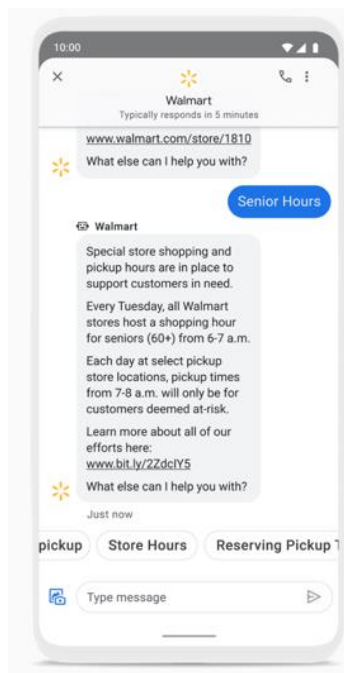 10:00
Walmart
Typically responds in 5 minutes
www.walmart.com/store/1810
What else can I help you with?
Senior Hours
Walmart
Special store shopping and
pickup hours are in place to
support customers in need.
Every Tuesday, all Walmart
stores host a shopping hour
for seniors (60+) from 6-7 a.m.
Each day at select pickup
store locations, pickup times
from 7-8 a.m. will only be for
customers deemed at-risk.
Learn more about all of our
efforts here:
www.bit.ly/2ZdcIY5
What else can I help you with?
Just now
pickup Store Hours Reserving Pickup T
Type message